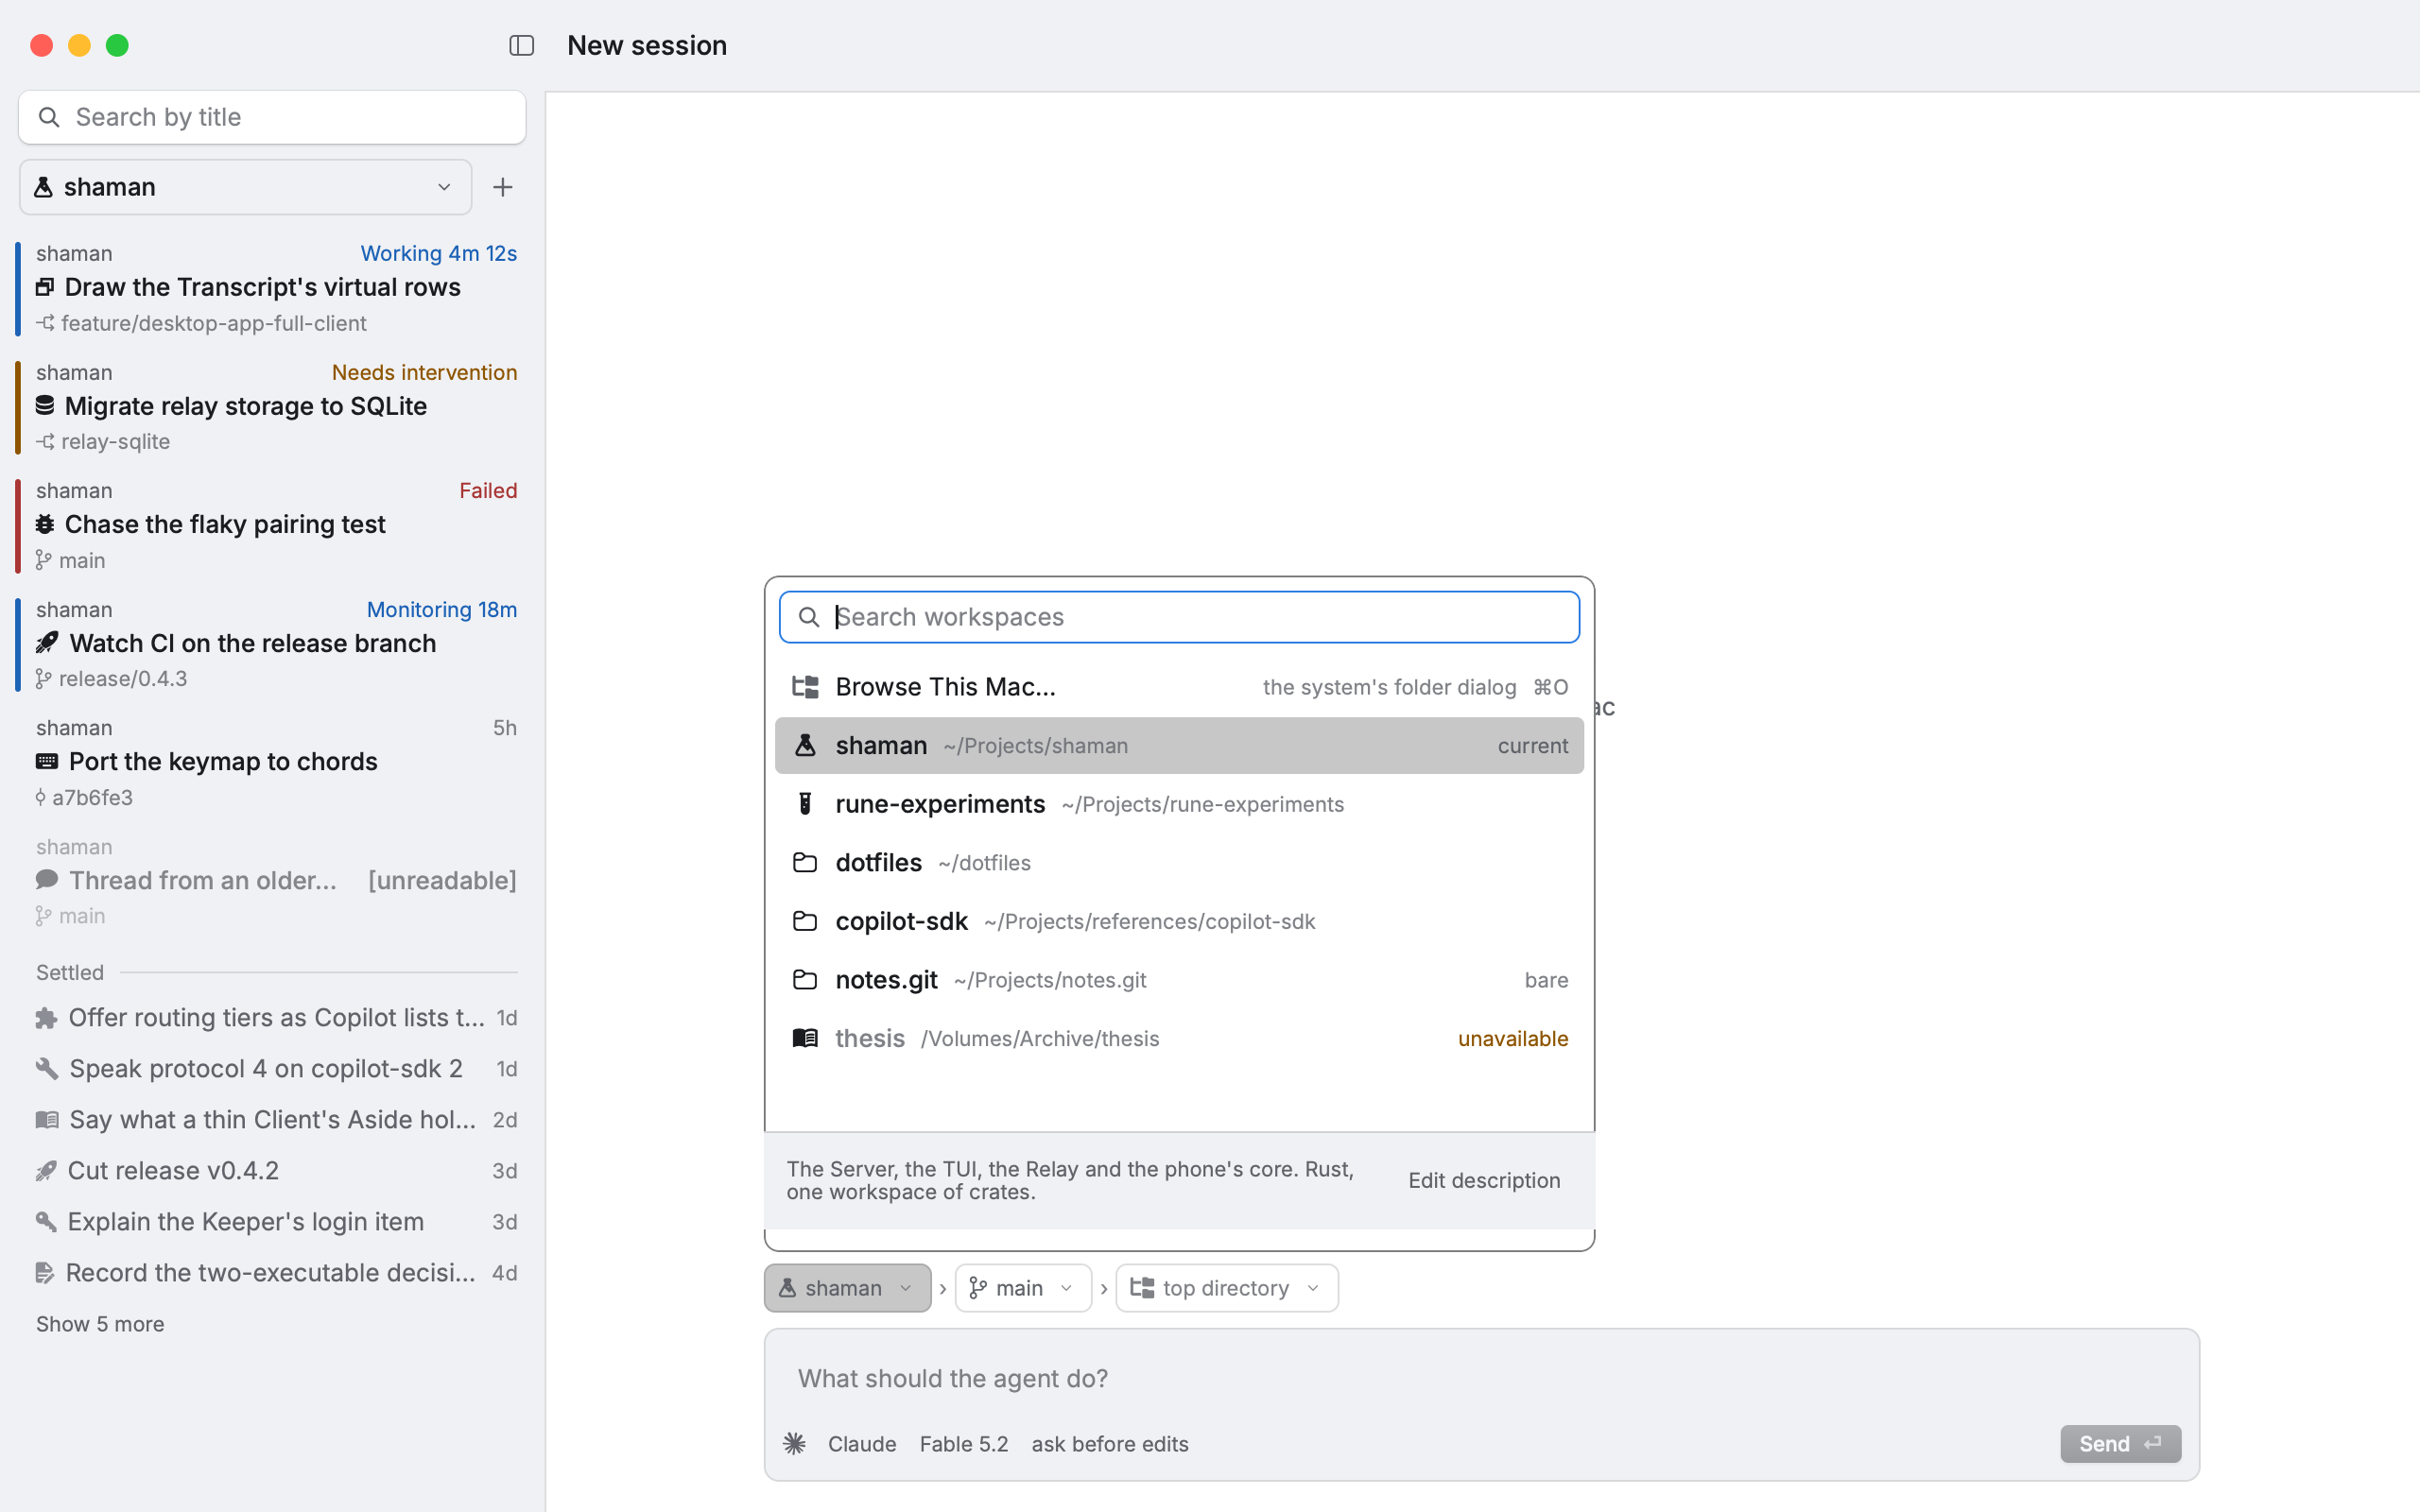 New session
Search by title
shaman
shaman Working 4m 12s
Draw the Transcript's virtual rows
feature/desktop-app-full-client
shaman Needs intervention
Migrate relay storage to SQLite
relay-sqlite
shaman Failed
Chase the flaky pairing test
main
shaman Monitoring 18m
Watch CI on the release branch
release/0.4.3
shaman 5h
Port the keymap to chords
a7b6fe3
shaman
Thread from an older... [unreadable]
main
Settled
Offer routing tiers as Copilot lists t... 1d
Speak protocol 4 on copilot-sdk 2 1d
Say what a thin Client's Aside hol... 2d
Cut release v0.4.2 3d
Explain the Keeper's login item 3d
Record the two-executable decisi... 4d
Show 5 more
Search workspaces
Browse This Mac... the system's folder dialog ⌘O
shaman ~/Projects/shaman current
rune-experiments ~/Projects/rune-experiments
dotfiles ~/dotfiles
copilot-sdk ~/Projects/references/copilot-sdk
notes.git ~/Projects/notes.git bare
thesis /Volumes/Archive/thesis unavailable
The Server, the TUI, the Relay and the phone's core. Rust,
one workspace of crates.
Edit description
shaman › main › top directory
What should the agent do?
Claude Fable 5.2 ask before edits
Send